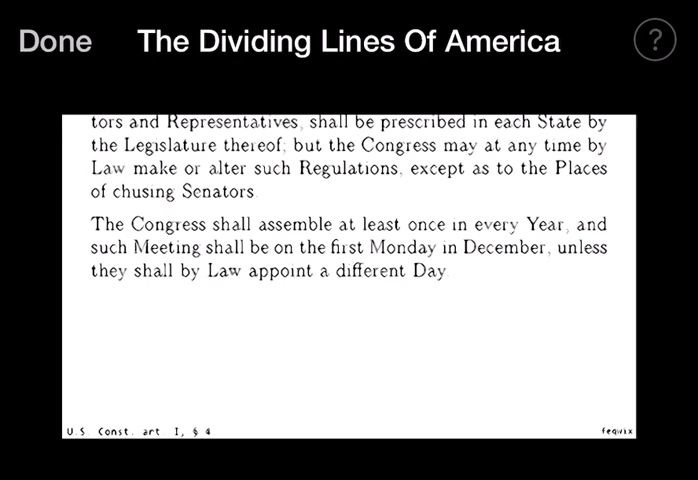 Done The Dividing Lines Of America ?
tors and Representatives, shall be prescribed in each State by
the Legislature thereof; but the Congress may at any time by
Law make or alter such Regulations, except as to the Places
of chusing Senators.
The Congress shall assemble at least once in every Year, and
such Meeting shall be on the first Monday in December, unless
they shall by Law appoint a different Day.
U.S. Const. art. I, § 4 feqwix